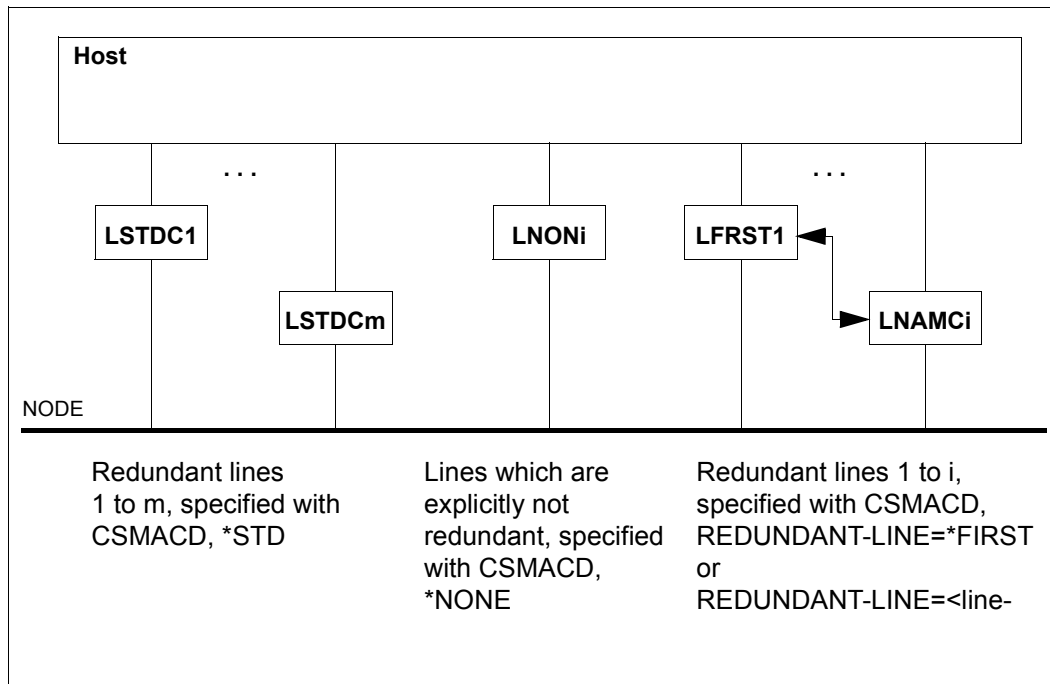 Host
. . .
. . .
LSTDC1
LNONi
LFRST1
LSTDCm
LNAMCi
NODE
Redundant lines
1 to m, specified with
CSMACD, *STD
Lines which are
explicitly not
redundant, specified
with CSMACD,
*NONE
Redundant lines 1 to i,
specified with CSMACD,
REDUNDANT-LINE=*FIRST
or
REDUNDANT-LINE=<line-